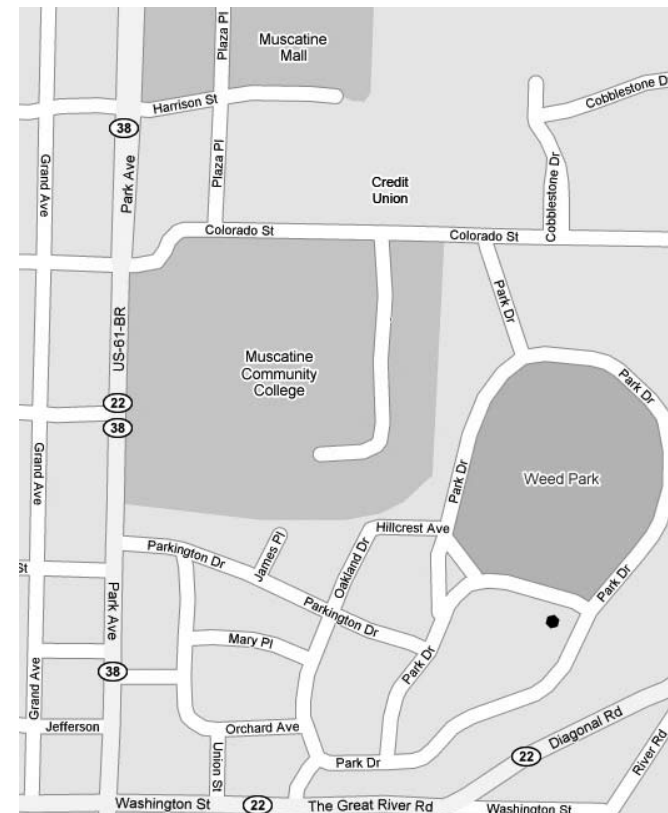 Muscatine
Mall
Plaza Pl
Harrison St
Cobblestone D
38
Grand Ave
Park Ave
Plaza Pl
Cobblestone Dr
Credit
Union
Colorado St
Colorado St
Park Dr
US-61-BR
Muscatine
Community
College
Park Dr
22
38
Grand Ave
Park Dr
Weed Park
Hillcrest Ave
Parkington Dr
James Pl
Oakland Dr
St
Park Dr
Park Ave
Parkington Dr
Mary Pl
Park Dr
38
Grand Ave
Jefferson
Orchard Ave
Union St
Park Dr
22
Diagonal Rd
River Rd
Washington St
22
The Great River Rd
Washington St